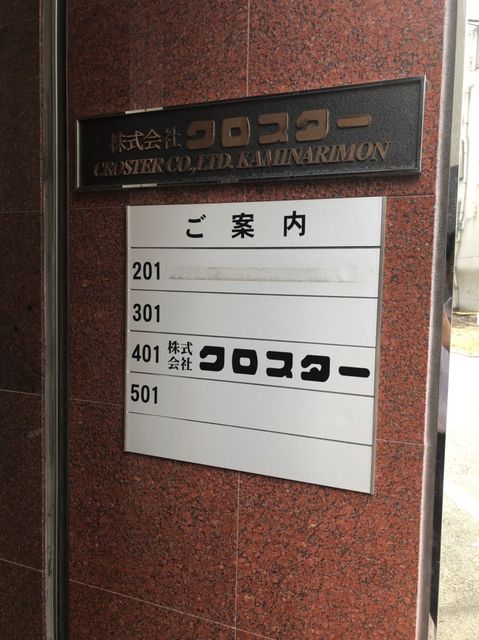 株式会社 クロスター
CROSTER CO.,LTD. KAMINARIMON
ご案内
201
301
401 株式会社 クロスター
501